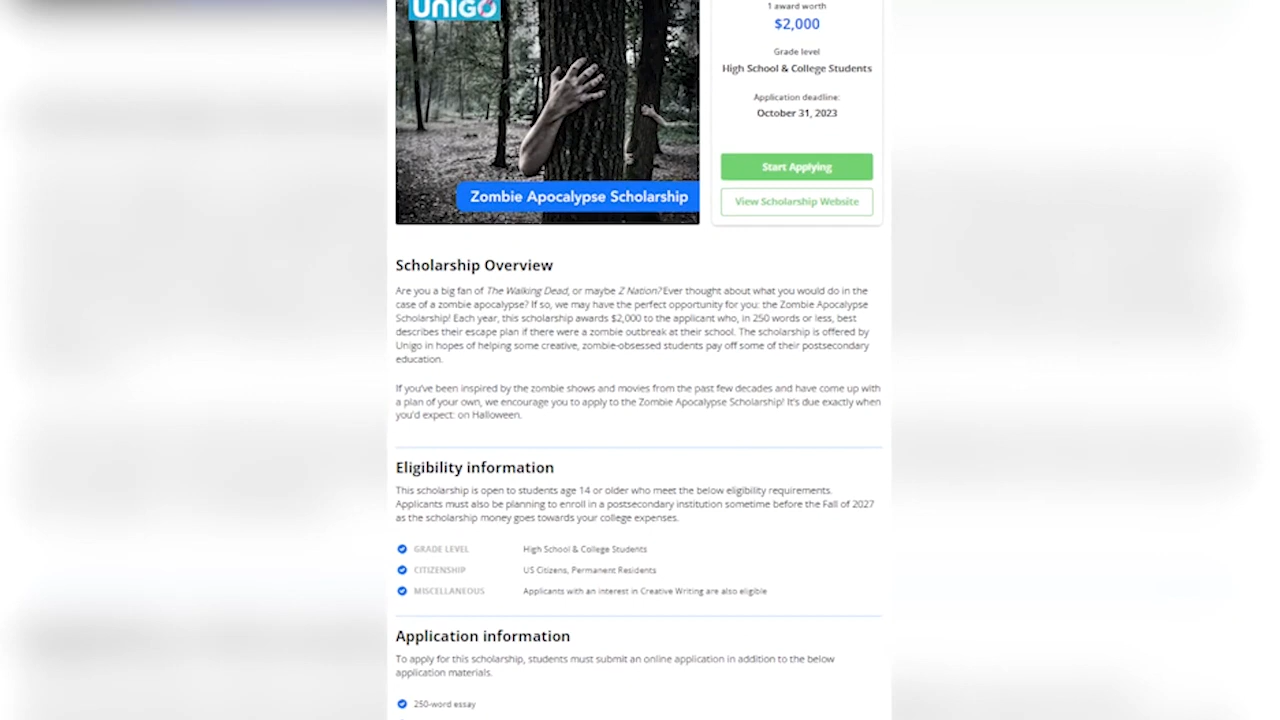 UNIGO
1 award worth
$2,000
Grade level
High School & College Students
Application deadline:
October 31, 2023
Start Applying
View Scholarship Website
Zombie Apocalypse Scholarship
Scholarship Overview
Are you a big fan of The Walking Dead, or maybe Z Nation? Ever thought about what you would do in the
case of a zombie apocalypse? If so, we may have the perfect opportunity for you: the Zombie Apocalypse
Scholarship! Each year, this scholarship awards $2,000 to the applicant who, in 250 words or less, best
describes their escape plan if there were a zombie outbreak at their school. The scholarship is offered by
Unigo in hopes of helping some creative, zombie-obsessed students pay off some of their postsecondary
education.
If you've been inspired by the zombie shows and movies from the past few decades and have come up with
a plan of your own, we encourage you to apply to the Zombie Apocalypse Scholarship! It's due exactly when
you'd expect: on Halloween.
Eligibility information
This scholarship is open to students age 14 or older who meet the below eligibility requirements.
Applicants must also be planning to enroll in a postsecondary institution sometime before the Fall of 2027
as the scholarship money goes towards your college expenses.
GRADE LEVEL High School & College Students
CITIZENSHIP US Citizens, Permanent Residents
MISCELLANEOUS Applicants with an interest in Creative Writing are also eligible
Application information
To apply for this scholarship, students must submit an online application in addition to the below
application materials.
250-word essay